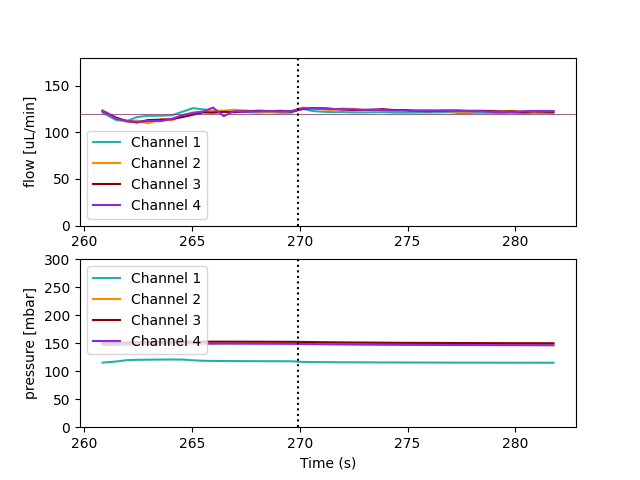 flow [uL/min]
150
100
50
0
Channel 1
Channel 2
Channel 3
Channel 4
260 265 270 275 280
pressure [mbar]
300
250
200
150
100
50
0
Channel 1
Channel 2
Channel 3
Channel 4
260 265 270 275 280
Time (s)